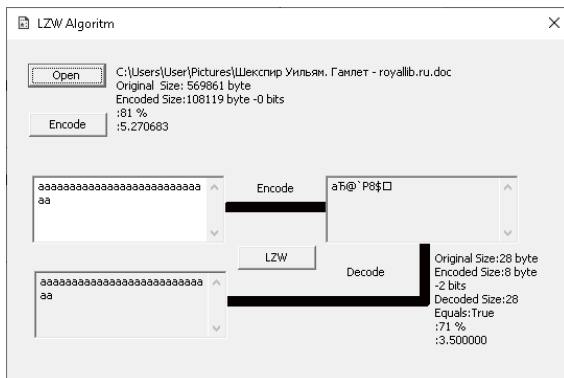 LZW Algoritm
Open
C:\Users\User\Pictures\Шекспир Уильям. Гамлет - royallib.ru.doc
Original Size: 569861 byte
Encoded Size:108119 byte -0 bits
:81 %
:5.270683
Encode
aaaaaaaaaaaaaaaaaaaaaaaaaa
aa
Encode
aЂ@`P8$□
LZW
Decode
aaaaaaaaaaaaaaaaaaaaaaaaaa
aa
Original Size:28 byte
Encoded Size:8 byte
-2 bits
Decoded Size:28
Equals:True
:71 %
:3.500000